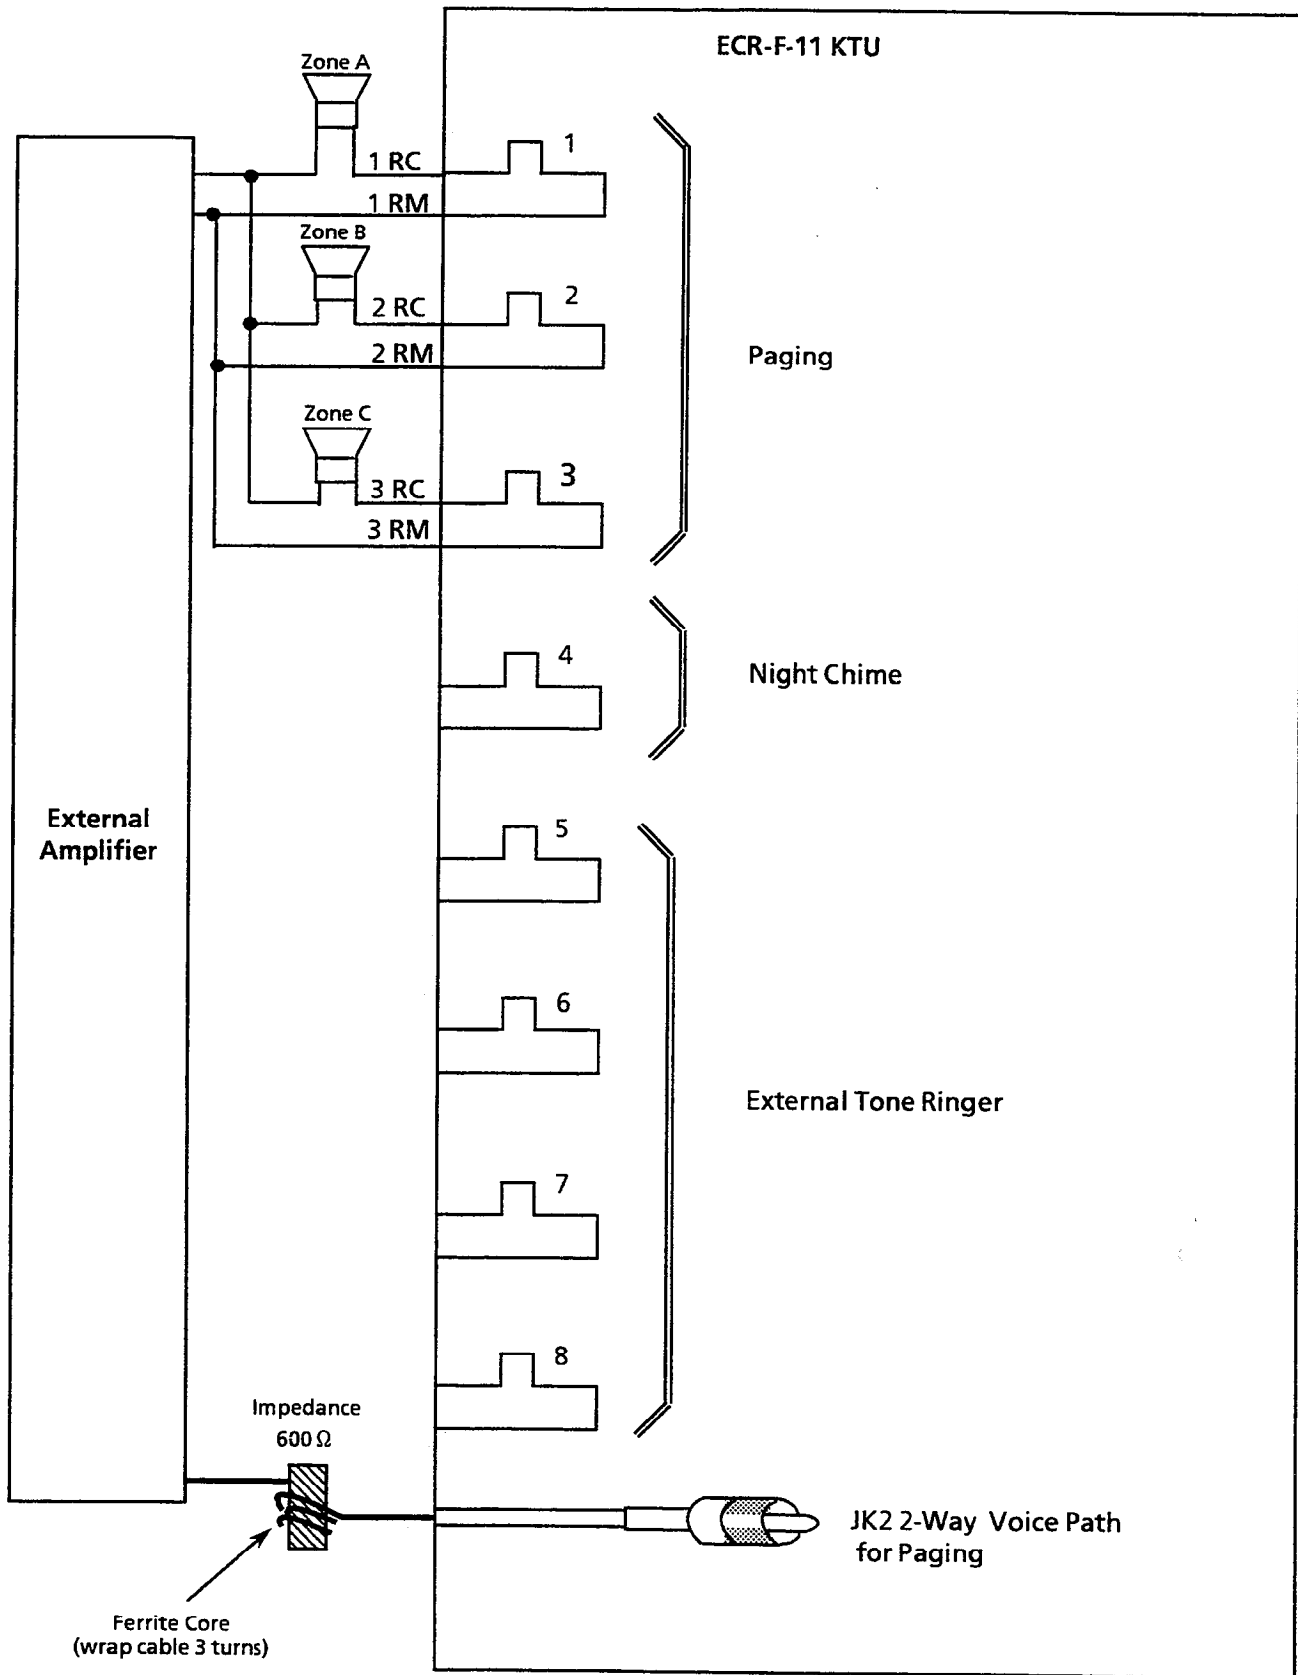 ECR-F-11 KTU
Zone A
1
1 RC
1 RM
Zone B
2
2 RC
2 RM
Paging
Zone C
3
3 RC
3 RM
4
Night Chime
External
Amplifier
5
6
External Tone Ringer
7
8
Impedance
600 Ω
JK2 2-Way Voice Path
for Paging
Ferrite Core
(wrap cable 3 turns)